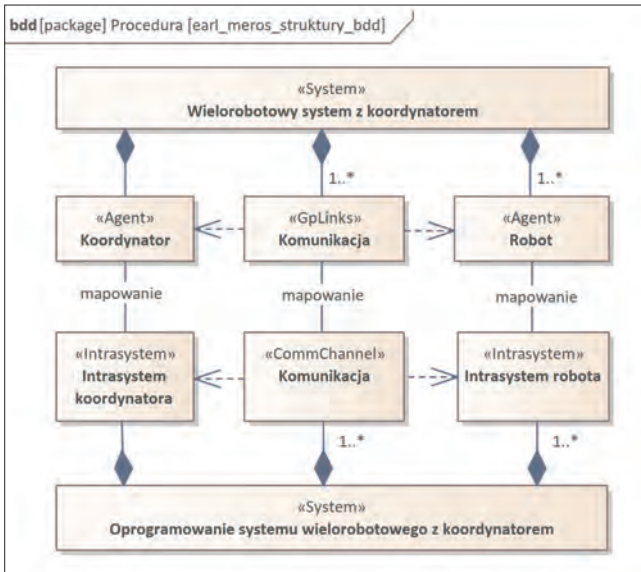 bdd [package] Procedura [earl_meros_struktury_bdd]
«System»
Wielorobotowy system z koordynatorem
1..*
1..*
«Agent»
Koordynator
«GpLinks»
Komunikacja
«Agent»
Robot
mapowanie
mapowanie
mapowanie
«Intrasystem»
Intrasystem
koordynatora
«CommChannel»
Komunikacja
«Intrasystem»
Intrasystem robota
1..*
1..*
«System»
Oprogramowanie systemu wielorobotowego z koordynatorem